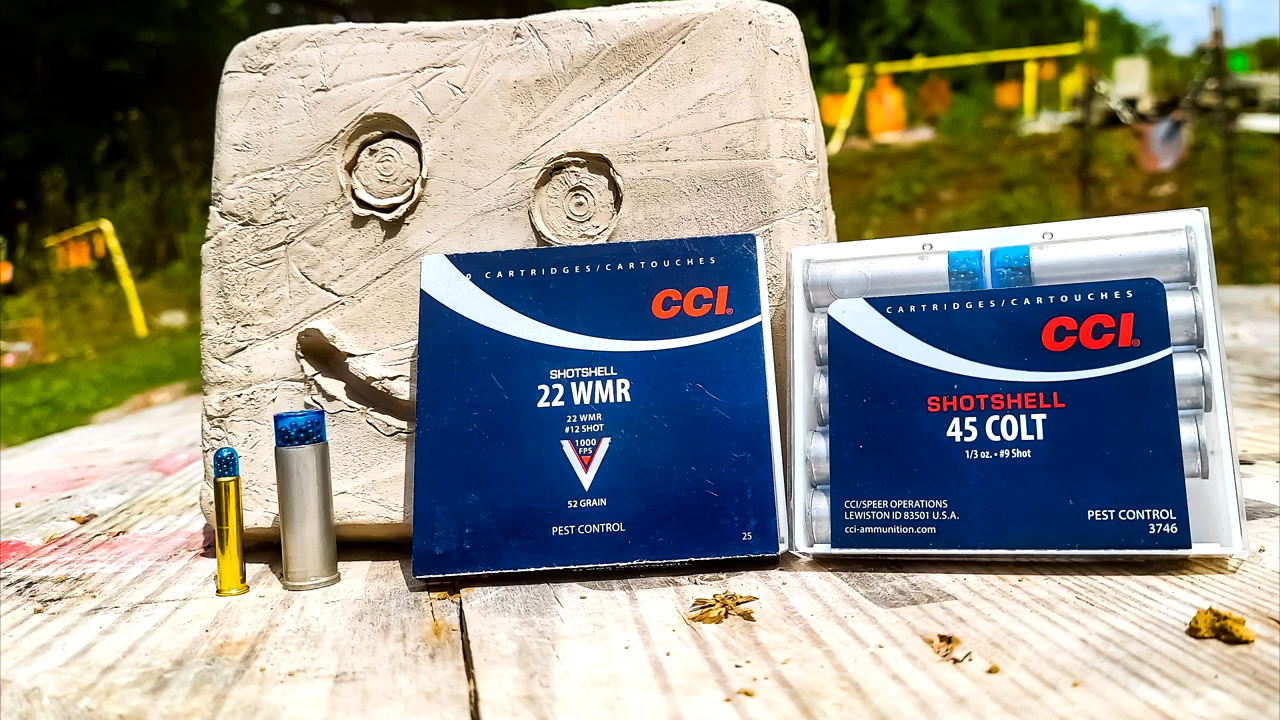 CARTRIDGES/CARTOUCHES
CCI®
SHOTSHELL
22 WMR
22 WMR
#12 SHOT
1000
FPS
52 GRAIN
PEST CONTROL
25
CARTRIDGES/CARTOUCHES
CCI®
SHOTSHELL
45 COLT
1/3 oz. • #9 Shot
CCI/SPEER OPERATIONS
LEWISTON ID 83501 U.S.A.
cci-ammunition.com
PEST CONTROL
3746